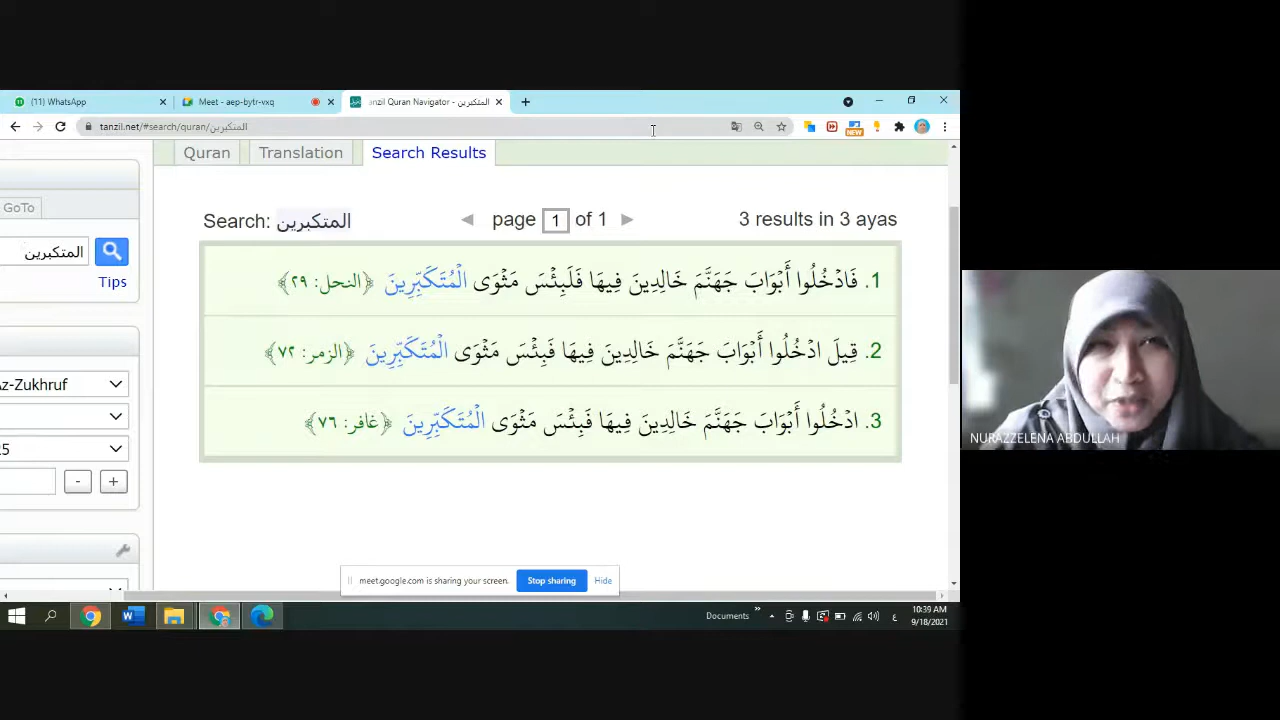 (11) WhatsApp
Meet - aep-bytr-vxq
anzil Quran Navigator - المتكبرين
tanzil.net/#search/quran/المتكبرين
NEW
Quran
Translation
Search Results
GoTo
Search: المتكبرين
page 1 of 1
3 results in 3 ayas
المتكبرين
Tips
1. فَادْخُلُوا أَبْوَابَ جَهَنَّمَ خَالِدِينَ فِيهَا فَلَبِئْسَ مَثْوَى الْمُتَكَبِّرِينَ ﴿النحل: ٢٩﴾
2. قِيلَ ادْخُلُوا أَبْوَابَ جَهَنَّمَ خَالِدِينَ فِيهَا فَبِئْسَ مَثْوَى الْمُتَكَبِّرِينَ ﴿الزمر: ٧٢﴾
3. ادْخُلُوا أَبْوَابَ جَهَنَّمَ خَالِدِينَ فِيهَا فَبِئْسَ مَثْوَى الْمُتَكَبِّرِينَ ﴿غافر: ٧٦﴾
Az-Zukhruf
25
-
+
NURAZZELENA ABDULLAH
meet.google.com is sharing your screen.
Stop sharing
Hide
Documents
ع
10:39 AM
9/18/2021